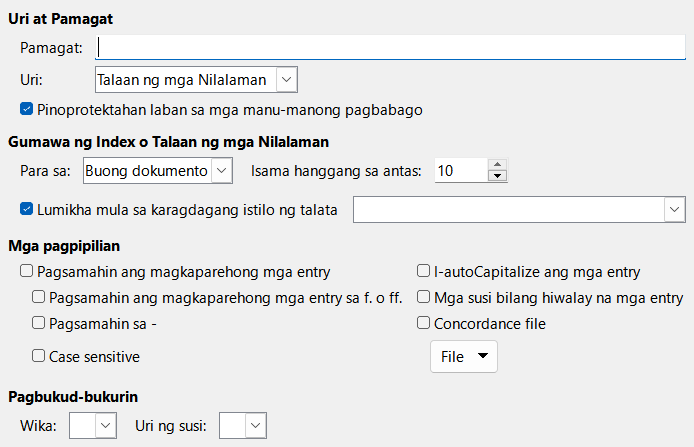 Uri at Pamagat
Pamagat:
Uri: Talaan ng mga Nilalaman
Pinoprotektahan laban sa mga manu-manong pagbabago
Gumawa ng Index o Talaan ng mga Nilalaman
Para sa: Buong dokumento Isama hanggang sa antas: 10
Lumikha mula sa karagdagang istilo ng talata
Mga pagpipilian
Pagsamahin ang magkaparehong mga entry I-autoCapitalize ang mga entry
Pagsamahin ang magkaparehong mga entry sa f. o ff. Mga susi bilang hiwalay na mga entry
Pagsamahin sa - Concordance file
Case sensitive File
Pagbukud-bukurin
Wika: Uri ng susi: